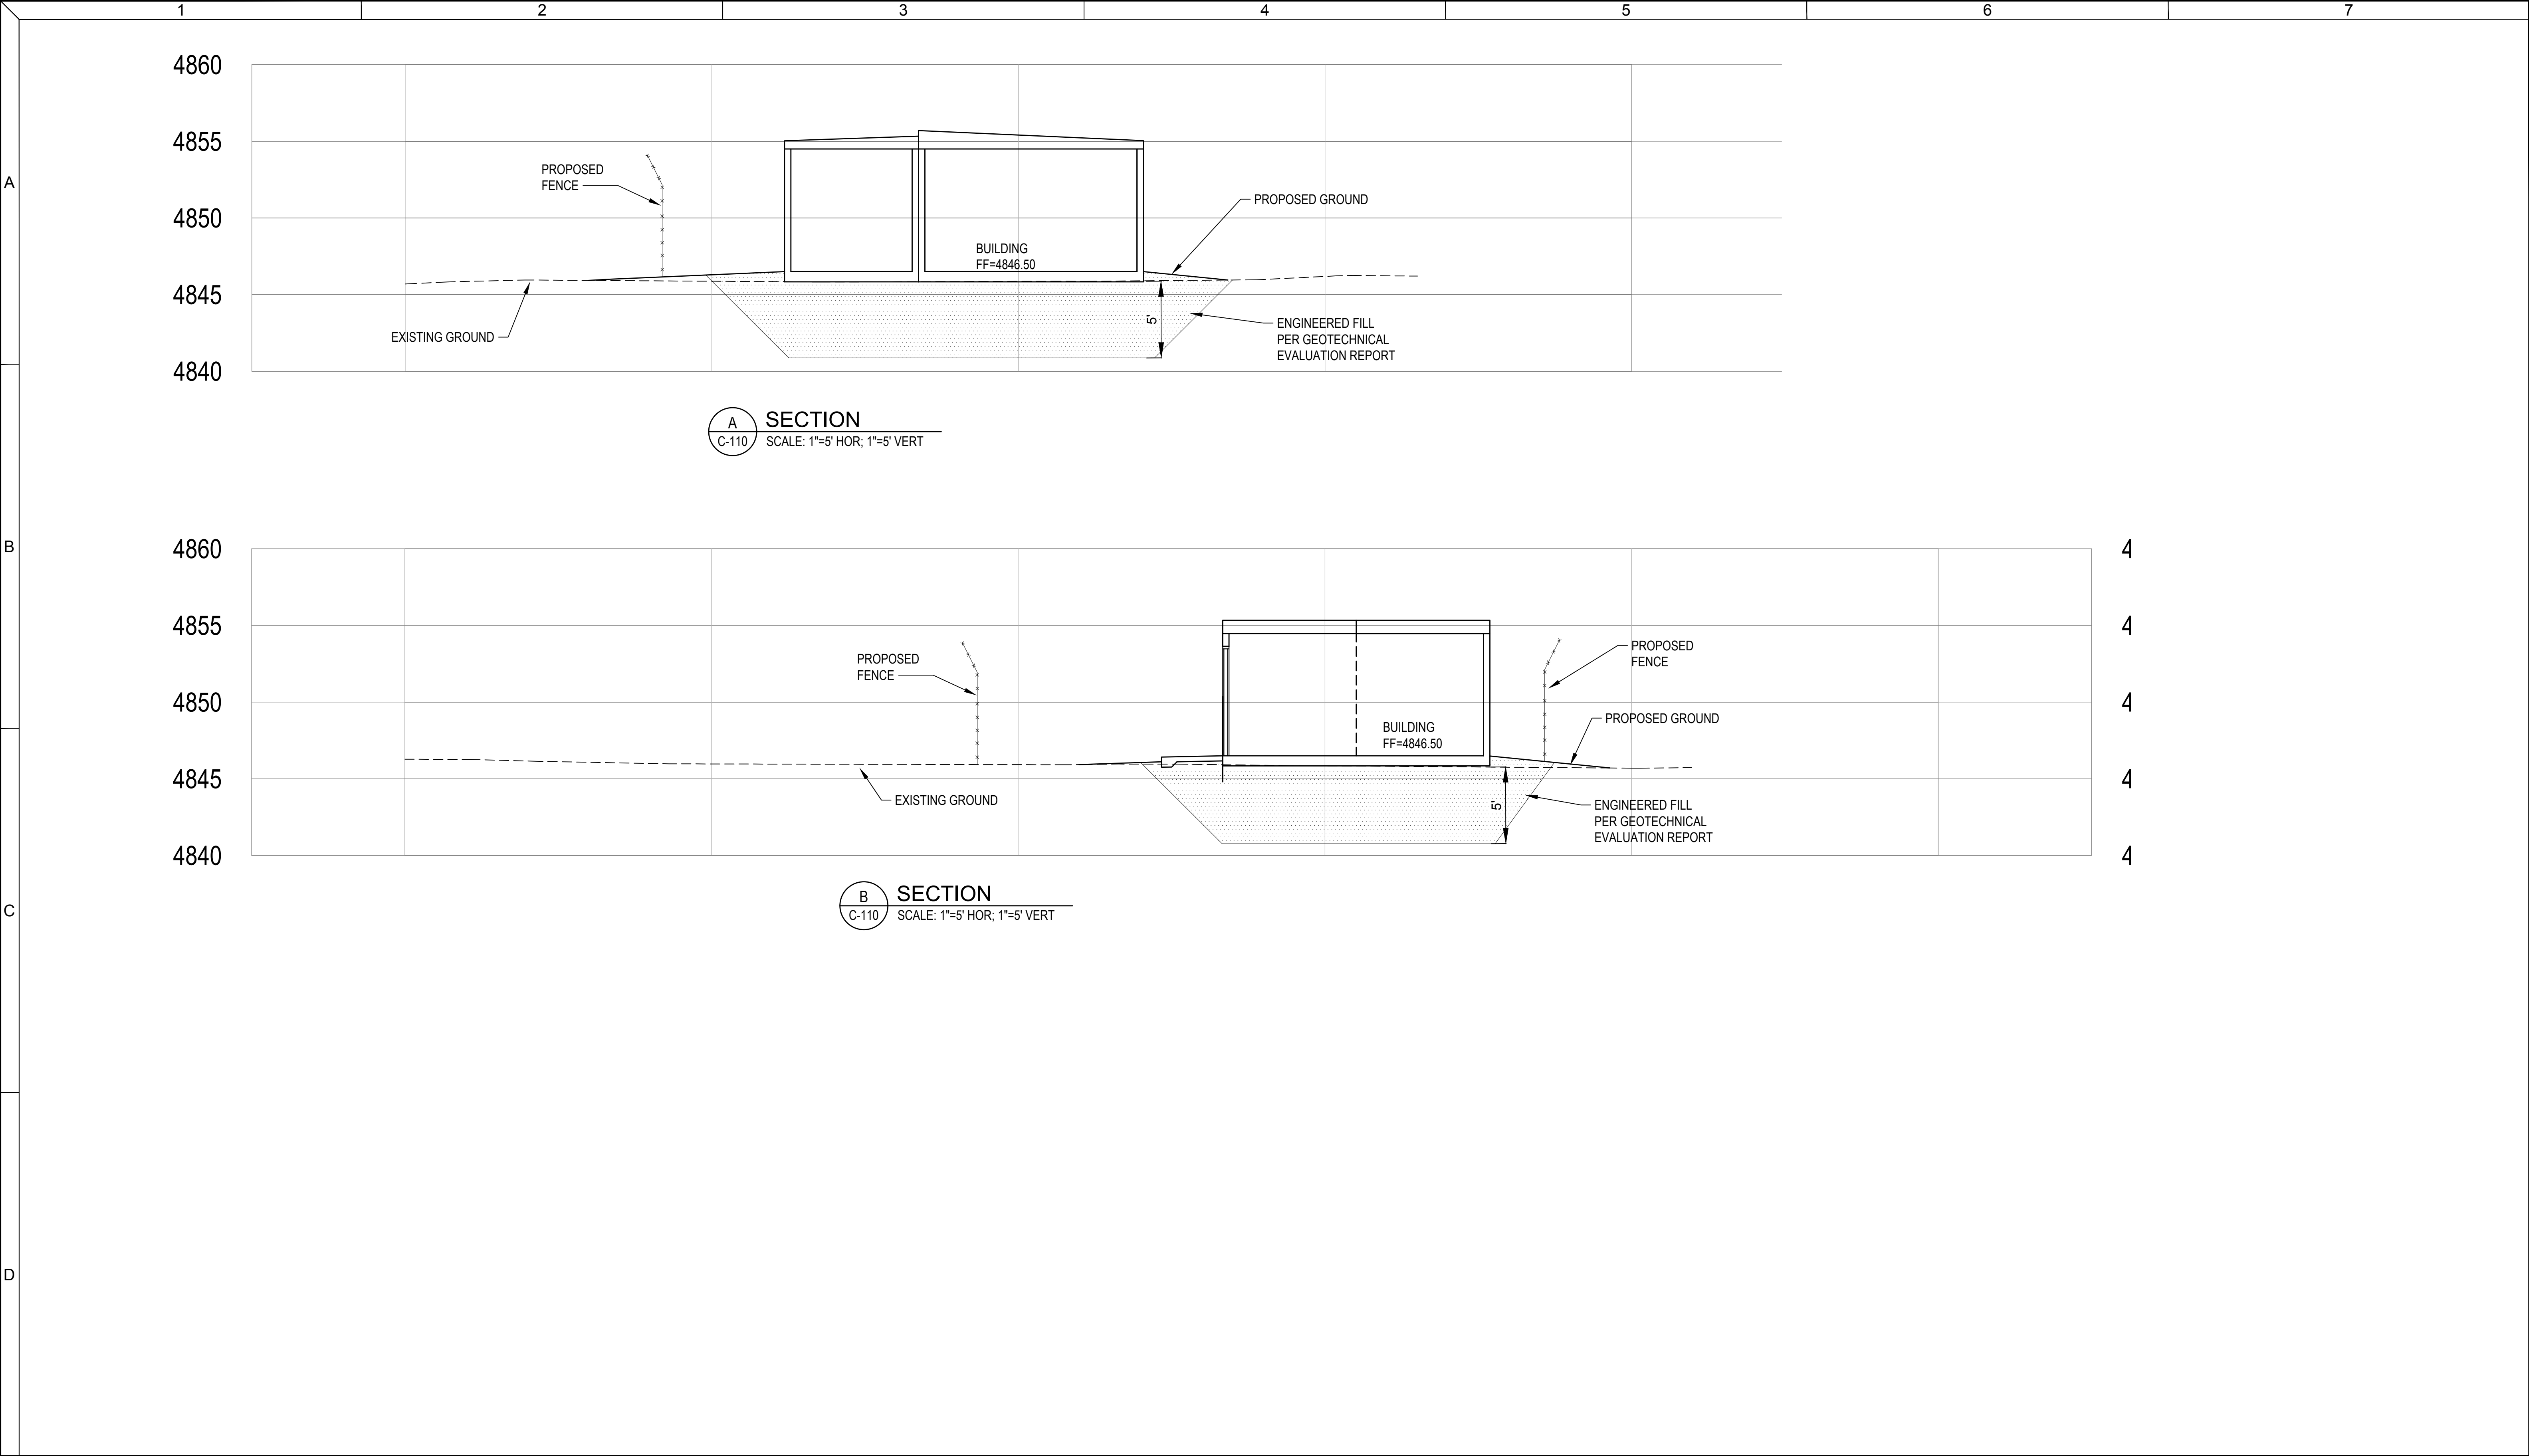 1 2 3 4 5 6 7
A
B
C
D
4860
4855
4850
4845
4840
PROPOSED
FENCE
PROPOSED GROUND
BUILDING
FF=4846.50
EXISTING GROUND
5'
ENGINEERED FILL
PER GEOTECHNICAL
EVALUATION REPORT
A
C-110
SECTION
SCALE: 1"=5' HOR; 1"=5' VERT
4860 4
4855 4
4850 4
4845 4
4840 4
PROPOSED
FENCE
PROPOSED
FENCE
PROPOSED GROUND
BUILDING
FF=4846.50
EXISTING GROUND
5'
ENGINEERED FILL
PER GEOTECHNICAL
EVALUATION REPORT
B
C-110
SECTION
SCALE: 1"=5' HOR; 1"=5' VERT